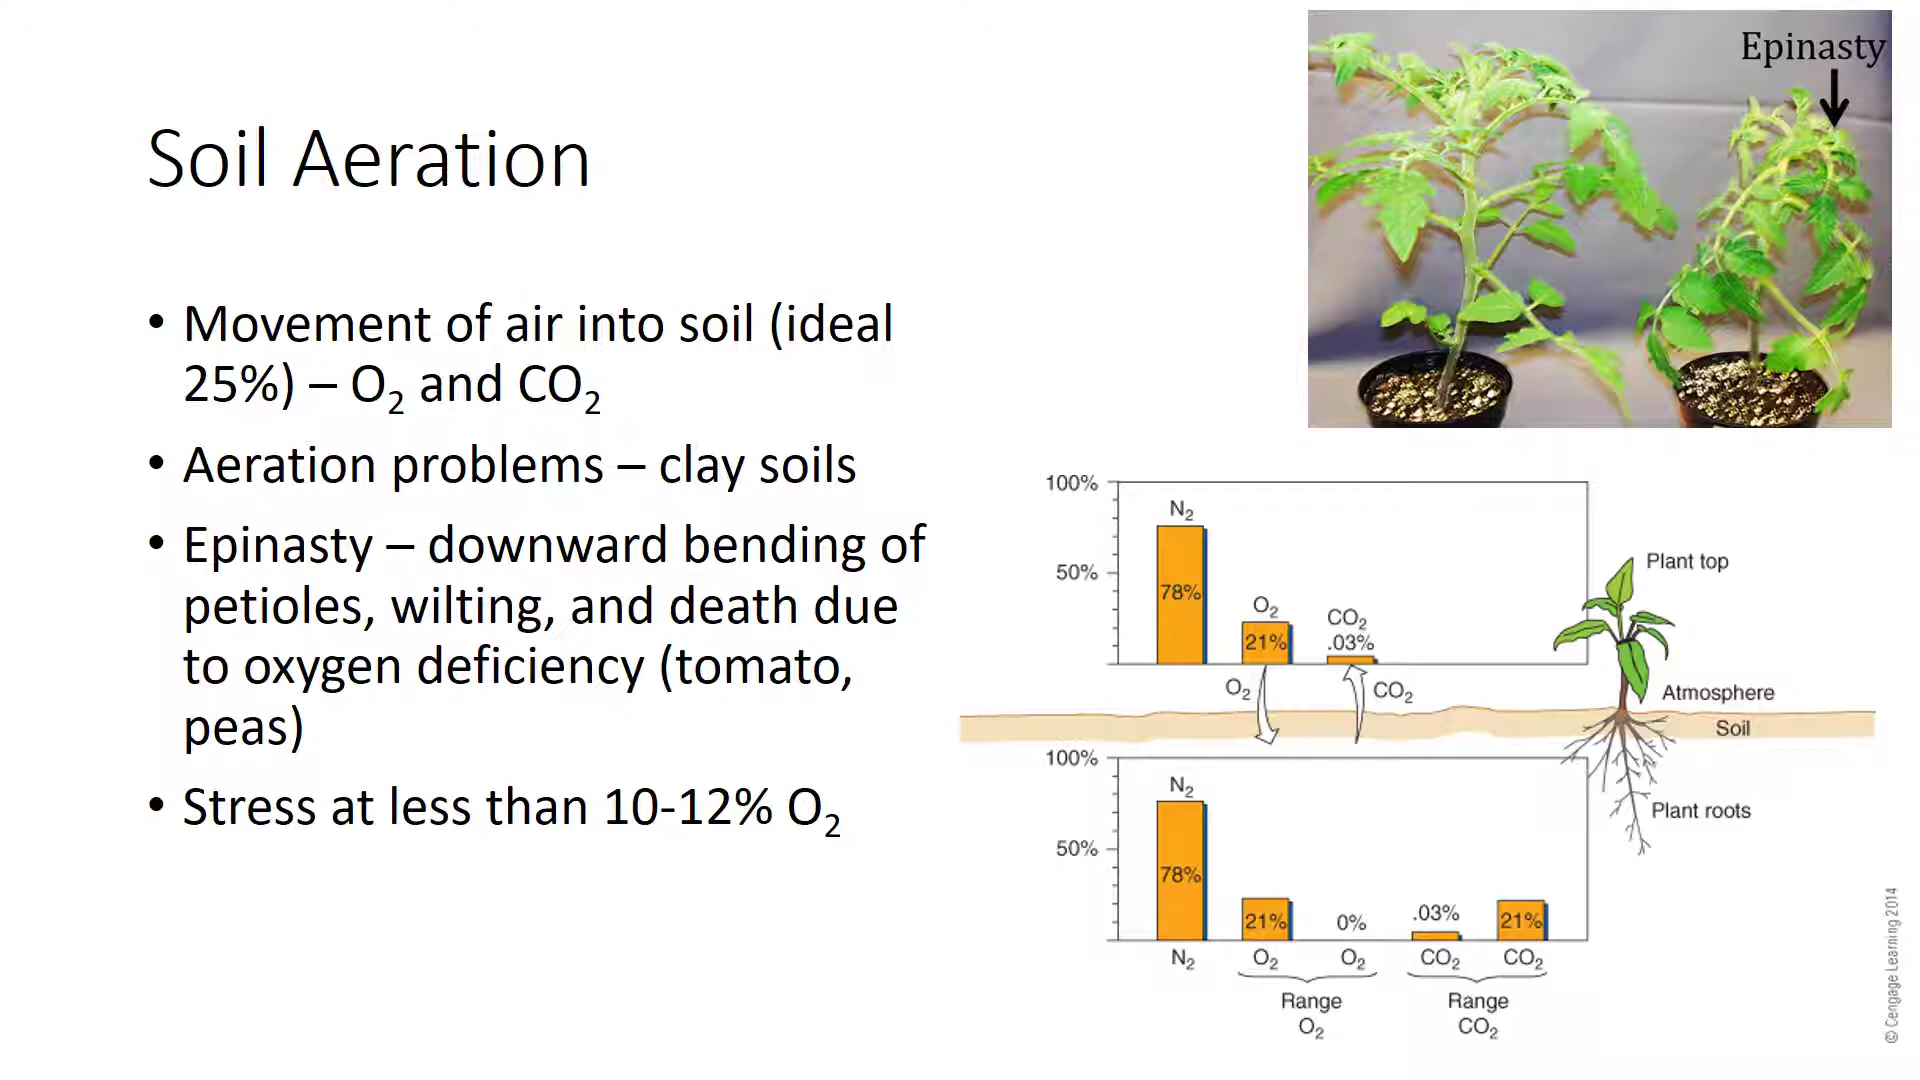 Epinasty
Soil Aeration
• Movement of air into soil (ideal
25%) – O₂ and CO₂
• Aeration problems – clay soils
• Epinasty – downward bending of
petioles, wilting, and death due
to oxygen deficiency (tomato,
peas)
• Stress at less than 10-12% O₂
100%
N₂
50%
78%
O₂
21%
CO₂
.03%
Plant top
O₂
CO₂
Atmosphere
Soil
100%
N₂
50%
78%
21%
0%
.03%
21%
Plant roots
N₂ O₂ O₂ CO₂ CO₂
Range Range
O₂ CO₂
© Cengage Learning 2014